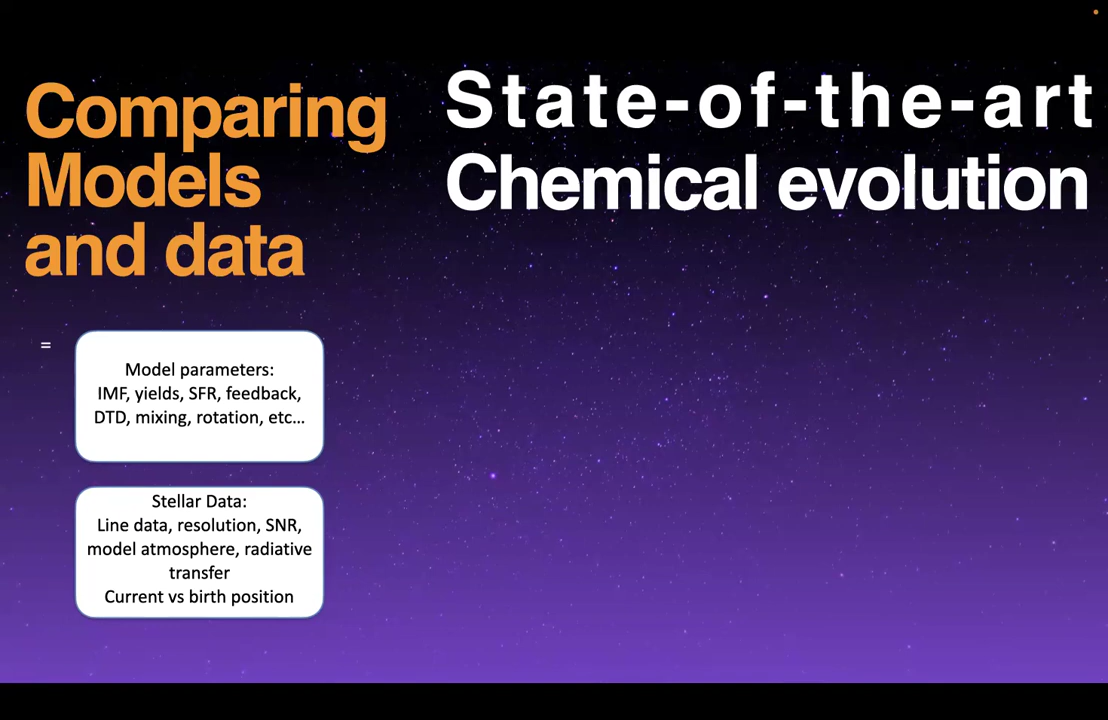 Comparing
Models
and data
State-of-the-art
Chemical evolution
=
Model parameters:
IMF, yields, SFR, feedback,
DTD, mixing, rotation, etc…
Stellar Data:
Line data, resolution, SNR,
model atmosphere, radiative
transfer
Current vs birth position